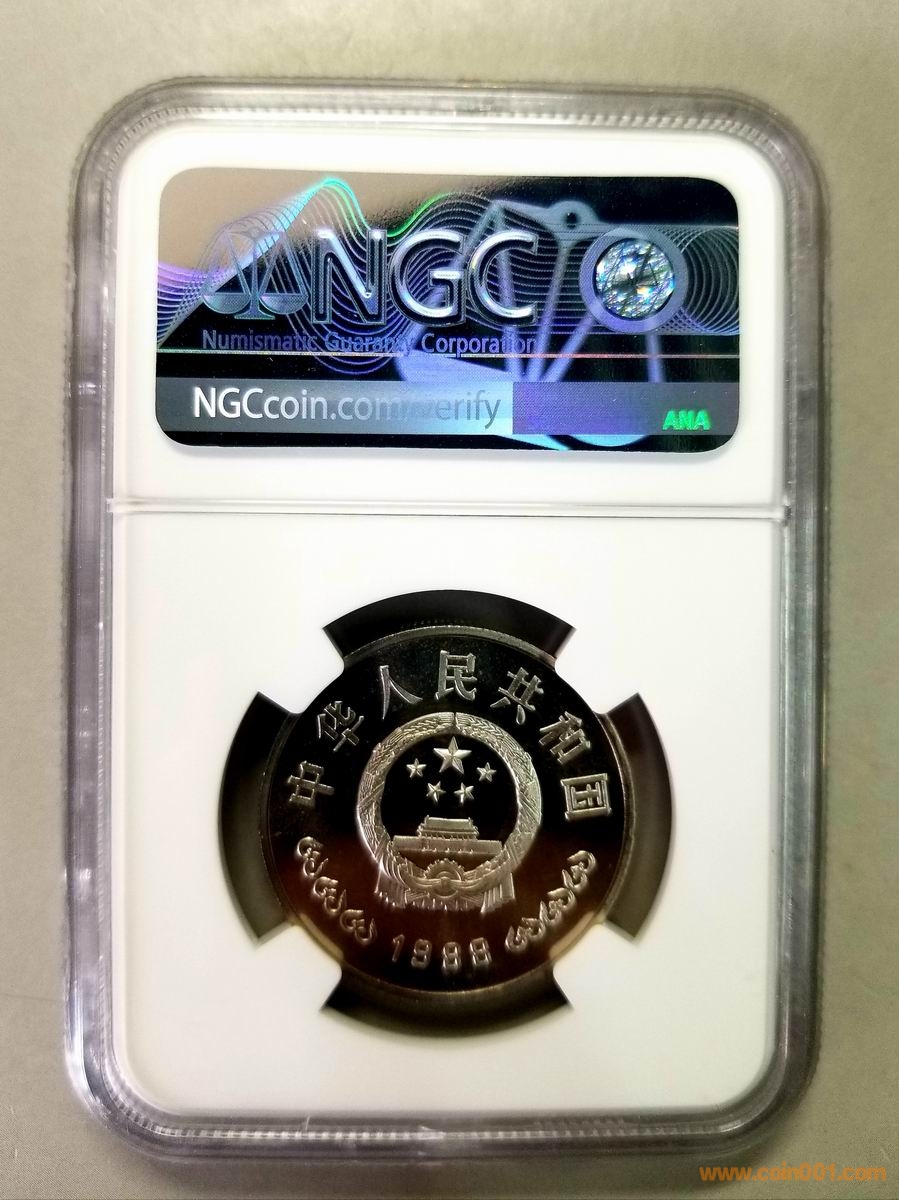 NGC
Numismatic Guaranty Corporation
NGCcoin.com/verify
ANA
中华人民共和国
1988
www.coin001.com